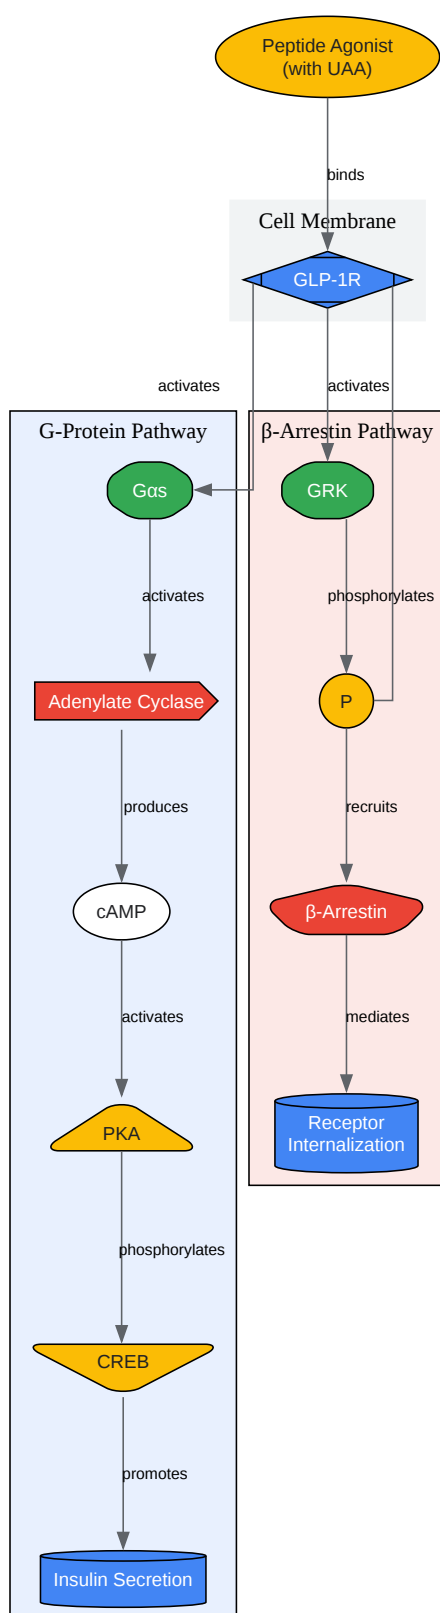 Peptide Agonist
(with UAA)
binds
Cell Membrane
GLP-1R
activates
activates
G-Protein Pathway
β-Arrestin Pathway
Gαs
GRK
activates
phosphorylates
Adenylate Cyclase
P
produces
recruits
cAMP
β-Arrestin
activates
mediates
PKA
Receptor
Internalization
phosphorylates
CREB
promotes
Insulin Secretion